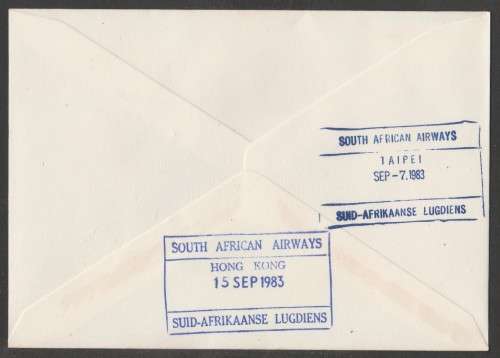 SOUTH AFRICAN AIRWAYS
TAIPEI
SEP -7.1983
SUID-AFRIKAANSE LUGDIENS
SOUTH AFRICAN AIRWAYS
HONG KONG
15 SEP 1983
SUID-AFRIKAANSE LUGDIENS